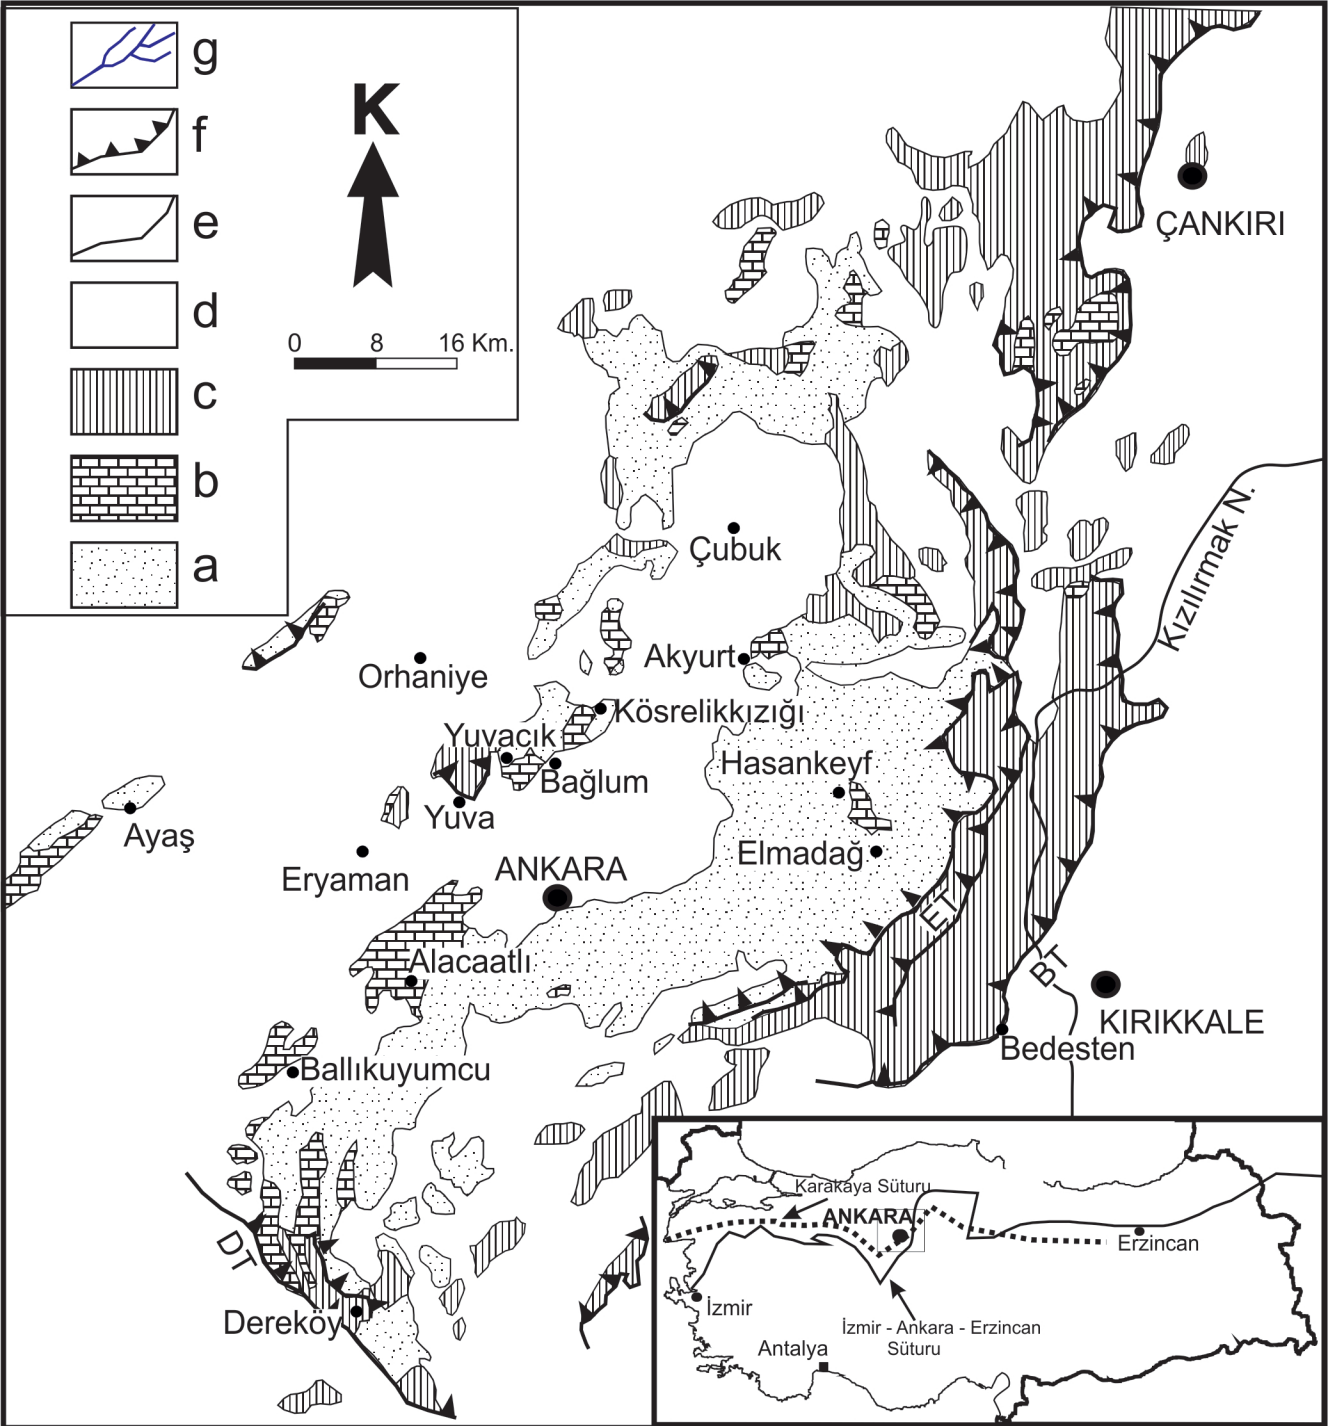 g
f
e
d
c
b
a
K
0 8 16 Km.
ÇANKIRI
Kızılırmak N.
Çubuk
Orhaniye
Akyurt
Kösrelikkızığı
Yuvacık
Bağlum
Yuva
Hasankeyf
Ayaş
Eryaman
ANKARA
Elmadağ
ET
Alacaatlı
BT
KIRIKKALE
Bedesten
Ballıkuyumcu
DT
Dereköy
Karakaya Süturu
ANKARA
Erzincan
İzmir
İzmir - Ankara - Erzincan
Süturu
Antalya